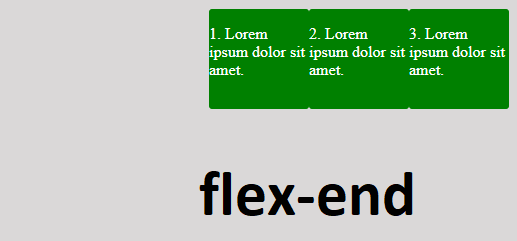 1. Lorem
ipsum dolor sit
amet.
2. Lorem
ipsum dolor sit
amet.
3. Lorem
ipsum dolor sit
amet.
flex-end